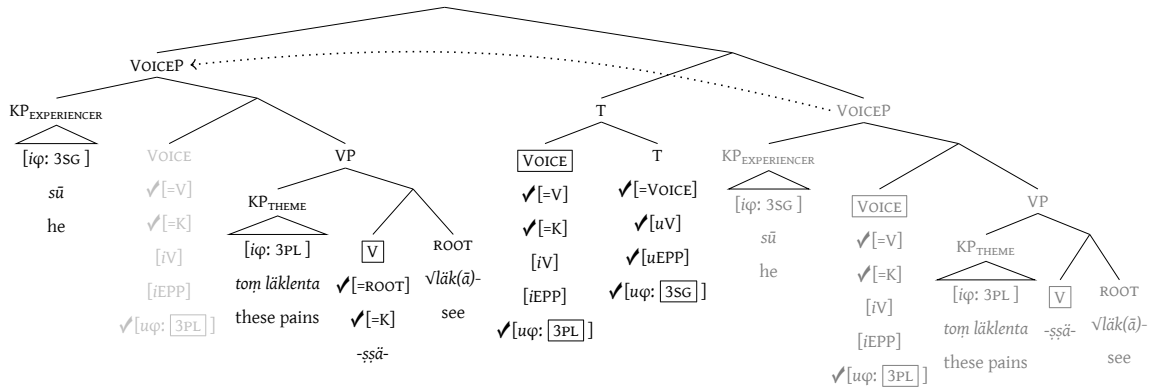 VOICEP
T
VOICEP
KP_EXPERIENCER
[iφ: 3SG ]
sū
he
VOICE
✓[=V]
✓[=K]
[iV]
[iEPP]
✓[uφ: 3PL ]
VP
KP_THEME
[iφ: 3PL ]
toṃ läklenta
these pains
V
✓[=ROOT]
✓[=K]
-ṣṣä-
ROOT
√läk(ā)-
see
VOICE
✓[=V]
✓[=K]
[iV]
[iEPP]
✓[uφ: 3PL ]
T
✓[=VOICE]
✓[uV]
✓[uEPP]
✓[uφ: 3SG ]
KP_EXPERIENCER
[iφ: 3SG ]
sū
he
VOICE
✓[=V]
✓[=K]
[iV]
[iEPP]
✓[uφ: 3PL ]
VP
KP_THEME
[iφ: 3PL ]
toṃ läklenta
these pains
V
-ṣṣä-
ROOT
√läk(ā)-
see